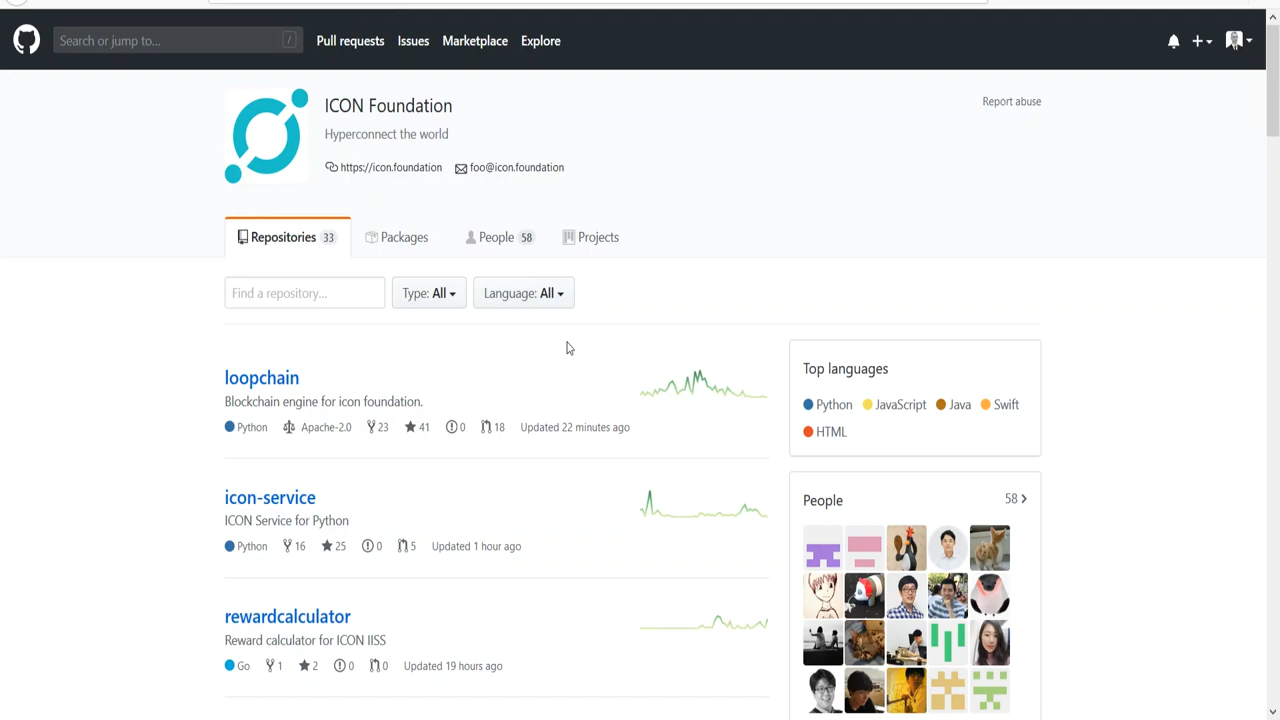 Search or jump to... / Pull requests Issues Marketplace Explore
ICON Foundation
Report abuse
Hyperconnect the world
https://icon.foundation foo@icon.foundation
Repositories 33 Packages People 58 Projects
Find a repository... Type: All Language: All
loopchain
Blockchain engine for icon foundation.
Python Apache-2.0 23 41 0 18 Updated 22 minutes ago
icon-service
ICON Service for Python
Python 16 25 0 5 Updated 1 hour ago
rewardcalculator
Reward calculator for ICON IISS
Go 1 2 0 0 Updated 19 hours ago
Top languages
Python JavaScript Java Swift
HTML
People 58